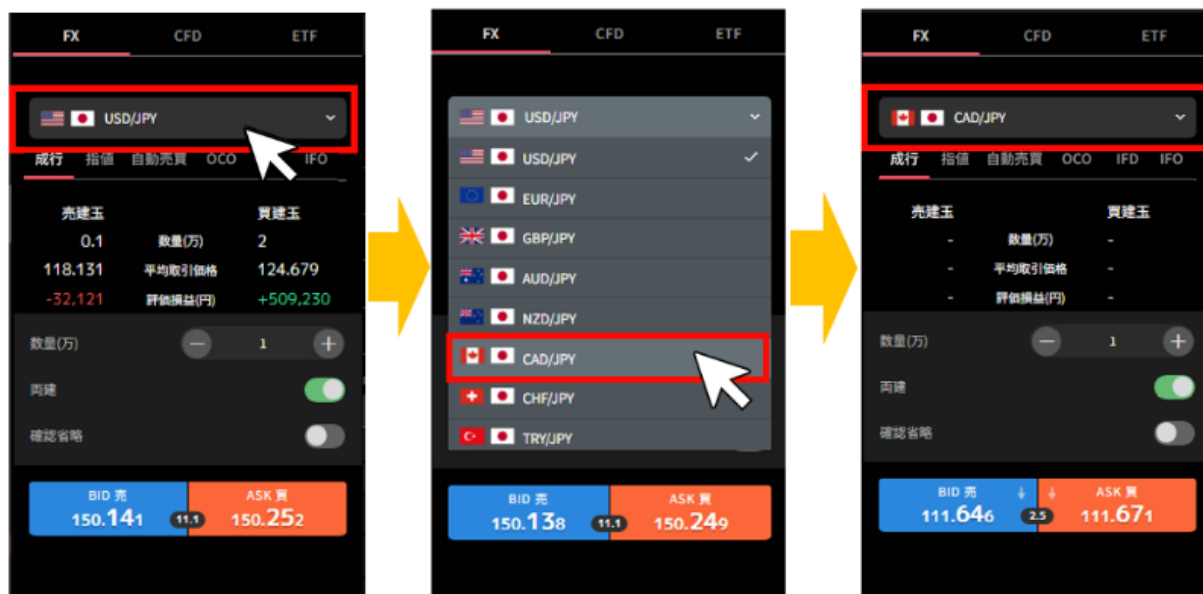 FX CFD ETF
USD/JPY
成行 指値 自動売買 OCO IFO
売建玉 買建玉
0.1 数量(万) 2
118.131 平均取引価格 124.679
-32,121 評価損益(円) +509,230
数量(万) 1
両建
確認省略
BID 売 ASK 買
150.141 11.1 150.252
FX CFD ETF
USD/JPY
USD/JPY
EUR/JPY
GBP/JPY
AUD/JPY
NZD/JPY
CAD/JPY
CHF/JPY
TRY/JPY
BID 売 ASK 買
150.138 11.1 150.249
FX CFD ETF
CAD/JPY
成行 指値 自動売買 OCO IFD IFO
売建玉 買建玉
- 数量(万) -
- 平均取引価格 -
- 評価損益(円) -
数量(万) 1
両建
確認省略
BID 売 ↓ ↓ ASK 買
111.646 2.5 111.671